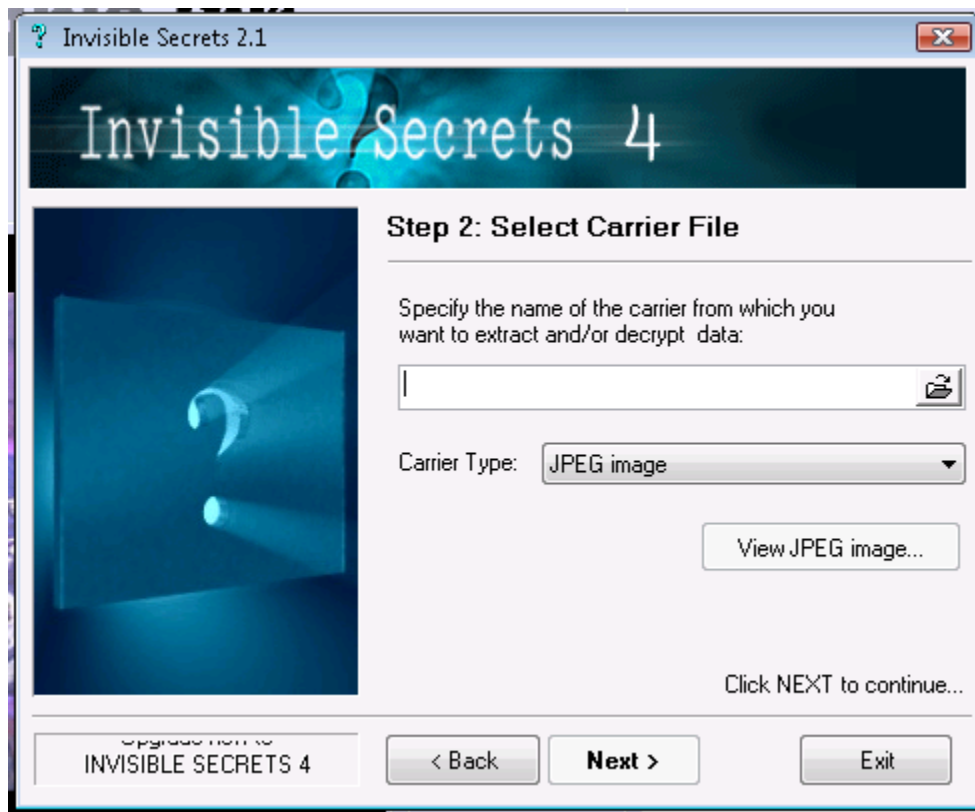 Invisible Secrets 2.1
Invisible Secrets 4
Step 2: Select Carrier File
Specify the name of the carrier from which you
want to extract and/or decrypt data:
Carrier Type:
JPEG image
View JPEG image...
Click NEXT to continue...
INVISIBLE SECRETS 4
< Back
Next >
Exit